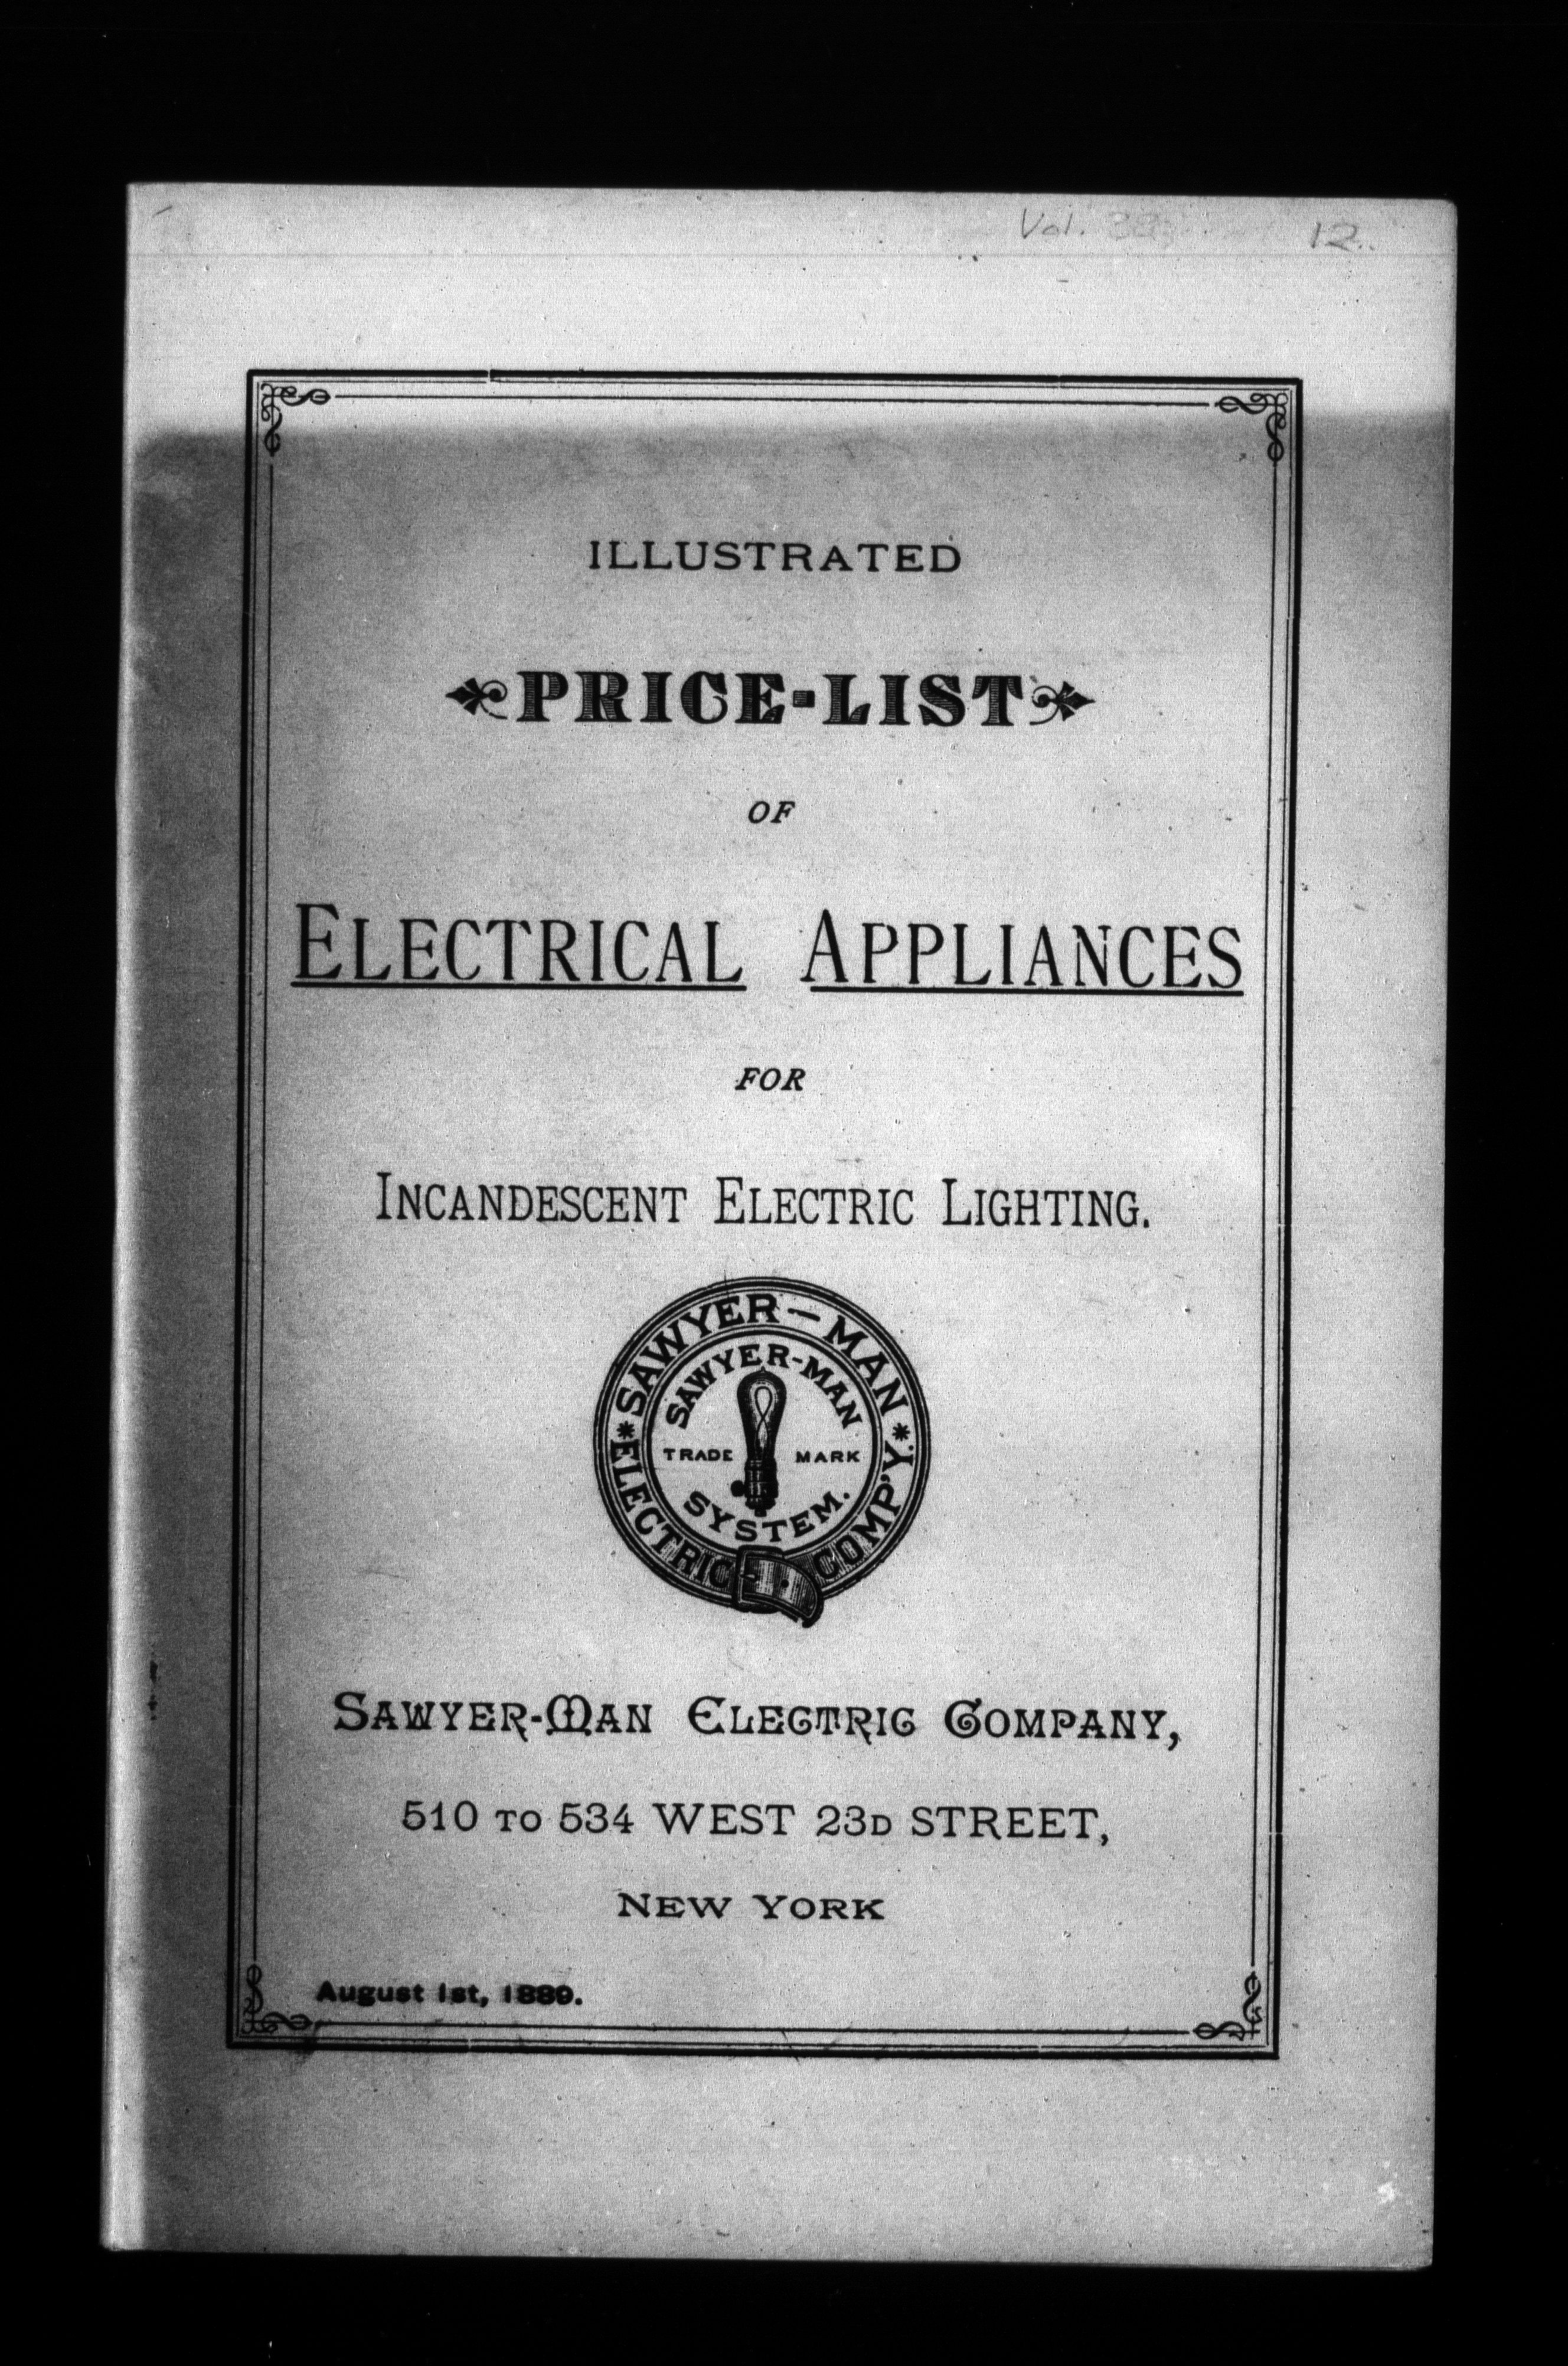 Vol. 12.
ILLUSTRATED
PRICE-LIST
OF
ELECTRICAL APPLIANCES
FOR
INCANDESCENT ELECTRIC LIGHTING.
SAWYER-MAN
ELECTRIC COMP'Y.
SAWYER-MAN
TRADE MARK
SYSTEM.
SAWYER-MAN ELECTRIC COMPANY,
510 TO 534 WEST 23D STREET,
NEW YORK
August 1st, 1889.